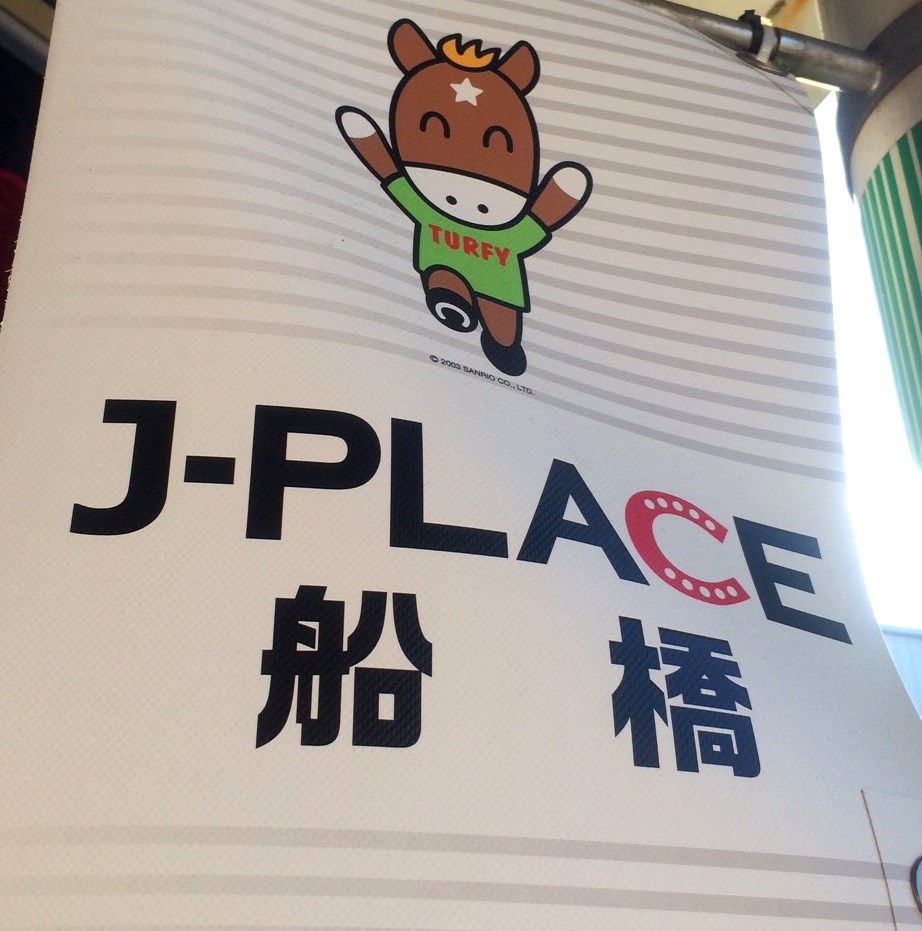 TURFY
© 2003 SANRIO CO., LTD.
J-PLACE
船橋